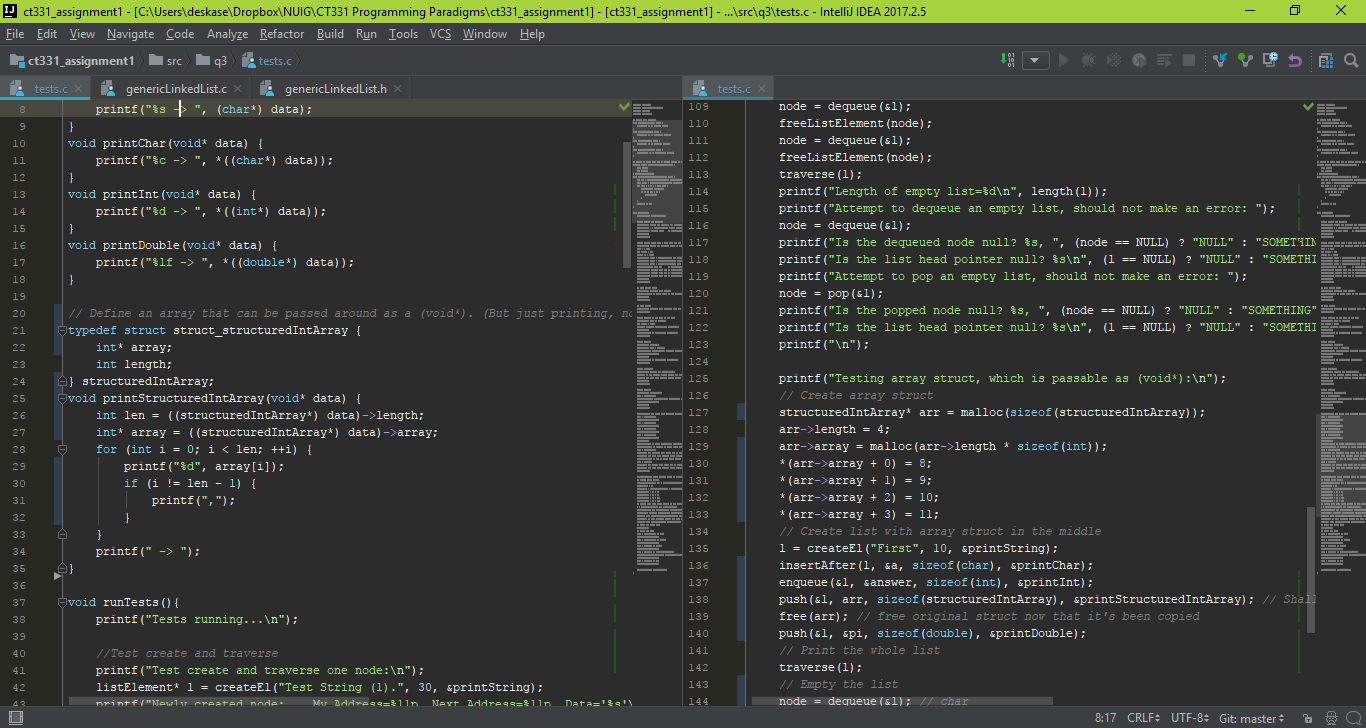 ct331_assignment1 - [C:\Users\deskase\Dropbox\NUIG\CT331 Programming Paradigms\ct331_assignment1] - [ct331_assignment1] - ...\src\q3\tests.c - IntelliJ IDEA 2017.2.5
File Edit View Navigate Code Analyze Refactor Build Run Tools VCS Window Help
ct331_assignment1 src q3 tests.c
tests.c genericLinkedList.c genericLinkedList.h
8 printf("%s -> ", (char*) data);
9 }
10 void printChar(void* data) {
11 printf("%c -> ", *((char*) data));
12 }
13 void printInt(void* data) {
14 printf("%d -> ", *((int*) data));
15 }
16 void printDouble(void* data) {
17 printf("%lf -> ", *((double*) data));
18 }
19
20 // Define an array that can be passed around as a (void*). (But just printing, no
21 typedef struct struct_structuredIntArray {
22 int* array;
23 int length;
24 } structuredIntArray;
25 void printStructuredIntArray(void* data) {
26 int len = ((structuredIntArray*) data)->length;
27 int* array = ((structuredIntArray*) data)->array;
28 for (int i = 0; i < len; ++i) {
29 printf("%d", array[i]);
30 if (i != len - 1) {
31 printf(",");
32 }
33 }
34 printf(" -> ");
35 }
36
37 void runTests(){
38 printf("Tests running...\n");
39
40 //Test create and traverse
41 printf("Test create and traverse one node:\n");
42 listElement* l = createEl("Test String (1).", 30, &printString);
43 printf("Newly created node: My Address=%llp, Next Address=%llp, Data='%s'\
tests.c
109 node = dequeue(&l);
110 freeListElement(node);
111 node = dequeue(&l);
112 freeListElement(node);
113 traverse(l);
114 printf("Length of empty list=%d\n", length(l));
115 printf("Attempt to dequeue an empty list, should not make an error: ");
116 node = dequeue(&l);
117 printf("Is the dequeued node null? %s, ", (node == NULL) ? "NULL" : "SOMETHIN
118 printf("Is the list head pointer null? %s\n", (l == NULL) ? "NULL" : "SOMETHI
119 printf("Attempt to pop an empty list, should not make an error: ");
120 node = pop(&l);
121 printf("Is the popped node null? %s, ", (node == NULL) ? "NULL" : "SOMETHING"
122 printf("Is the list head pointer null? %s\n", (l == NULL) ? "NULL" : "SOMETHI
123 printf("\n");
124
125 printf("Testing array struct, which is passable as (void*):\n");
126 // Create array struct
127 structuredIntArray* arr = malloc(sizeof(structuredIntArray));
128 arr->length = 4;
129 arr->array = malloc(arr->length * sizeof(int));
130 *(arr->array + 0) = 8;
131 *(arr->array + 1) = 9;
132 *(arr->array + 2) = 10;
133 *(arr->array + 3) = 11;
134 // Create list with array struct in the middle
135 l = createEl("First", 10, &printString);
136 insertAfter(l, &a, sizeof(char), &printChar);
137 enqueue(&l, &answer, sizeof(int), &printInt);
138 push(&l, arr, sizeof(structuredIntArray), &printStructuredIntArray); // Shal
139 free(arr); // free original struct now that it's been copied
140 push(&l, &pi, sizeof(double), &printDouble);
141 // Print the whole list
142 traverse(l);
143 // Empty the list
144 node = dequeue(&l); // char
8:17 CRLF UTF-8 Git: master